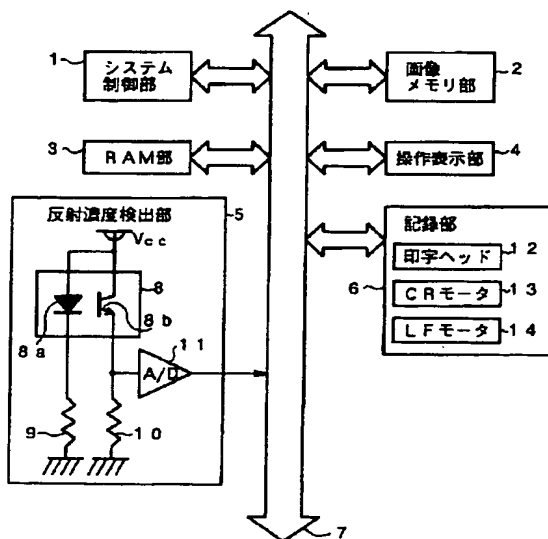 1
システム
制御部
画像
メモリ部
2
3
RAM部
操作表示部
4
反射濃度検出部
5
Vcc
8
8a
8b
11
A/D
9
10
記録部
6
印字ヘッド
12
CRモータ
13
LFモータ
14
7